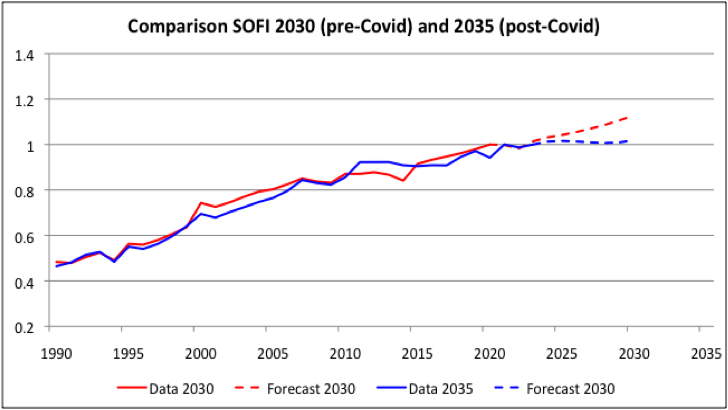 Comparison SOFI 2030 (pre-Covid) and 2035 (post-Covid)
1.4
1.2
1
0.8
0.6
0.4
0.2
1990 1995 2000 2005 2010 2015 2020 2025 2030 2035
Data 2030 Forecast 2030 Data 2035 Forecast 2030